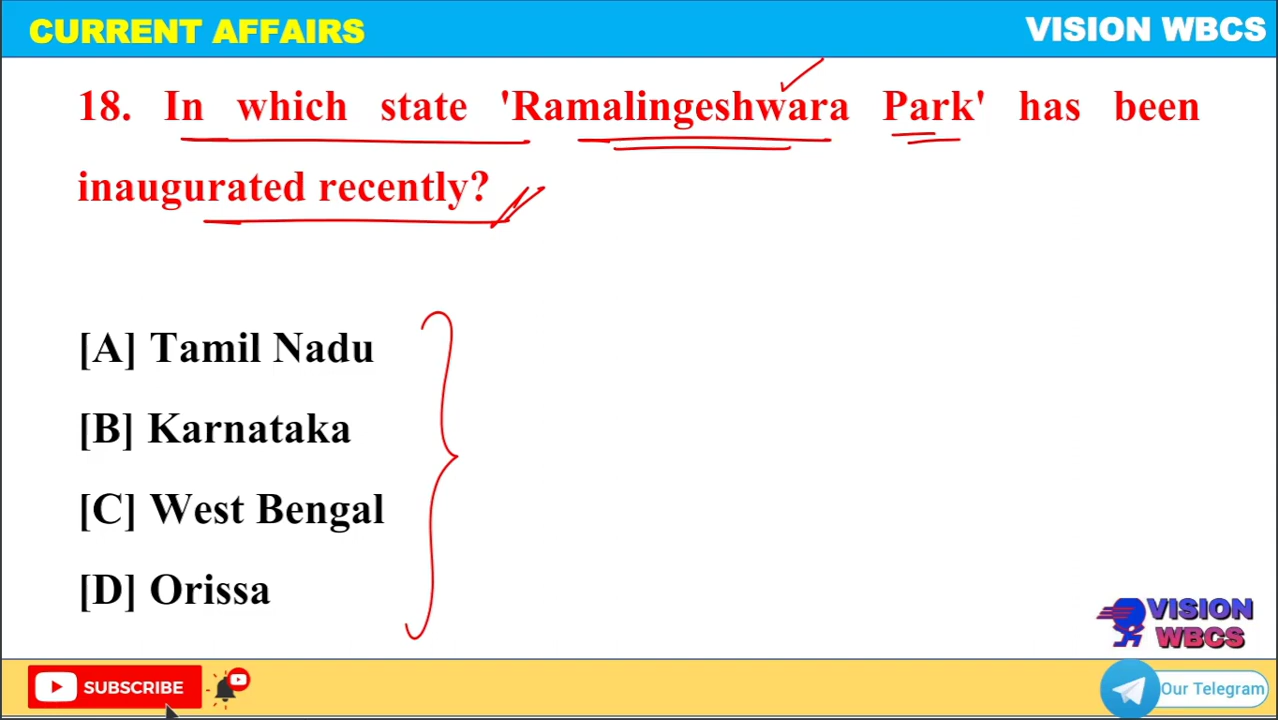 CURRENT AFFAIRS
VISION WBCS
18. In which state 'Ramalingeshwara Park' has been
inaugurated recently?
[A] Tamil Nadu
[B] Karnataka
[C] West Bengal
[D] Orissa
VISION
WBCS
SUBSCRIBE
Our Telegram